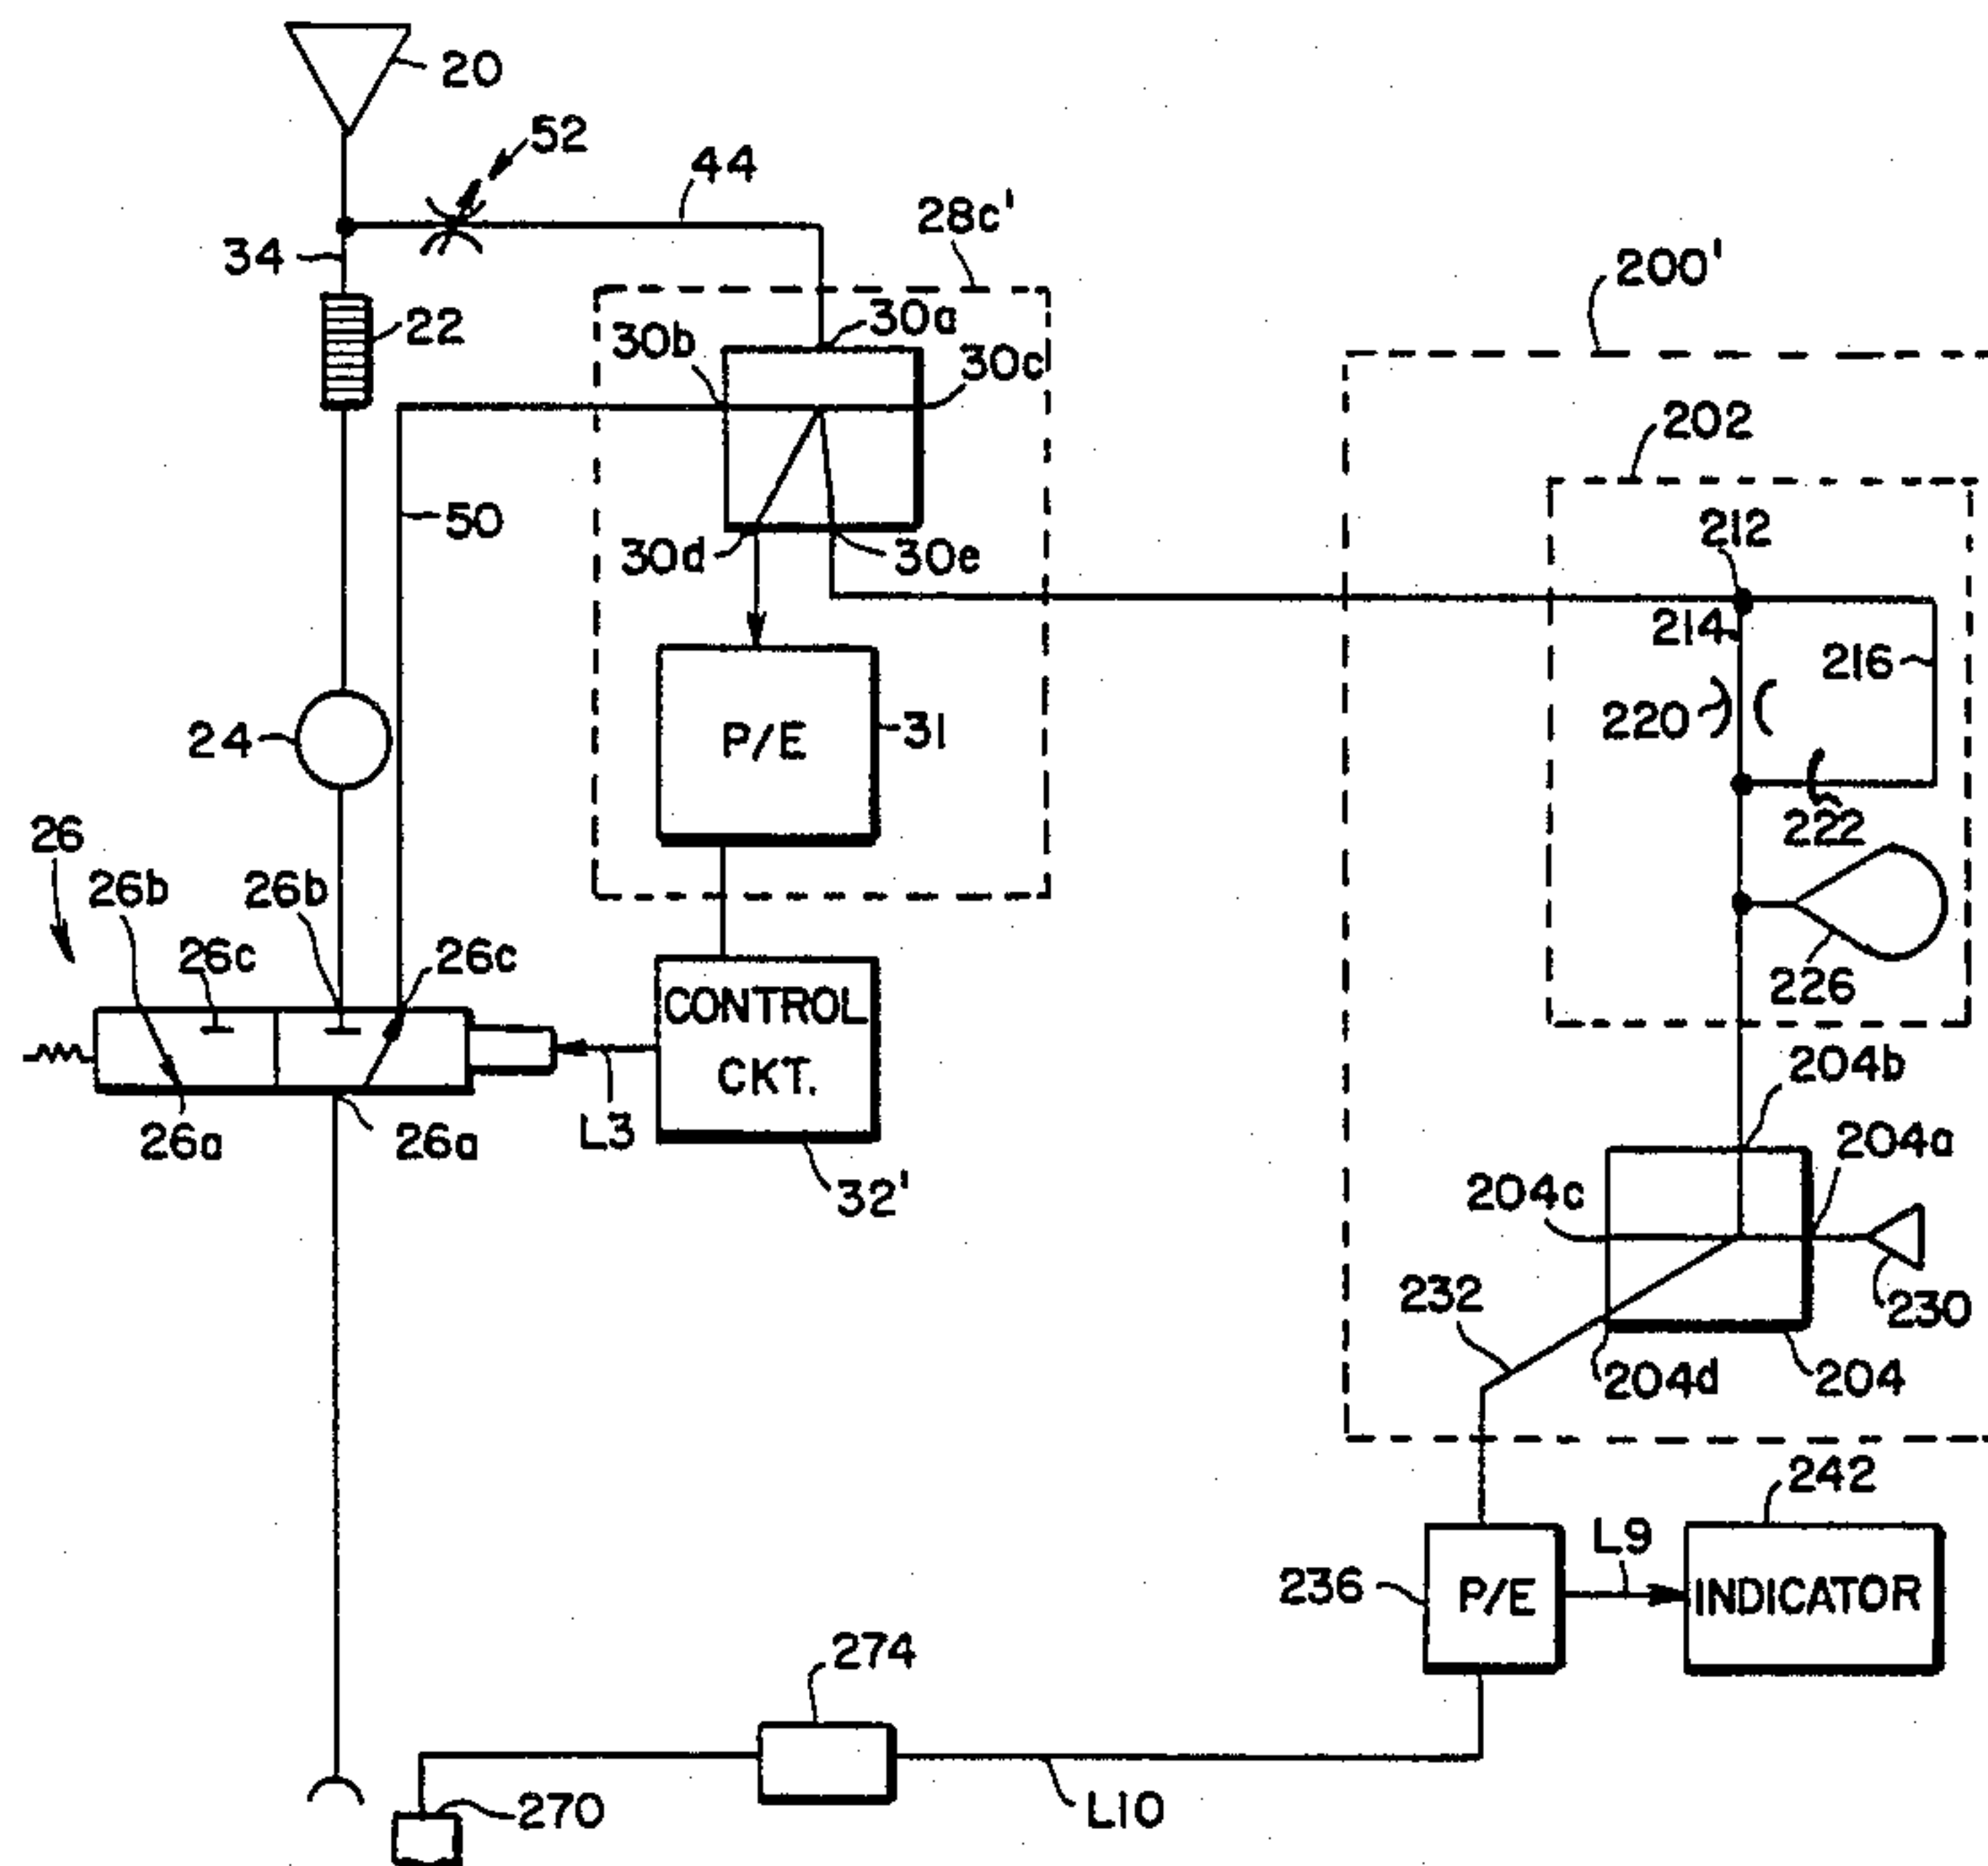 20
52
44
28c'
34
200'
22
30b
30a
30c
202
50
212
30d
30e
214
216
220
24
P/E
31
222
26
26b
26b
226
26c
26c
CONTROL
CKT.
204b
L3
204a
26a
26a
32'
204c
232
230
204d
204
242
L9
236
P/E
INDICATOR
274
270
L10